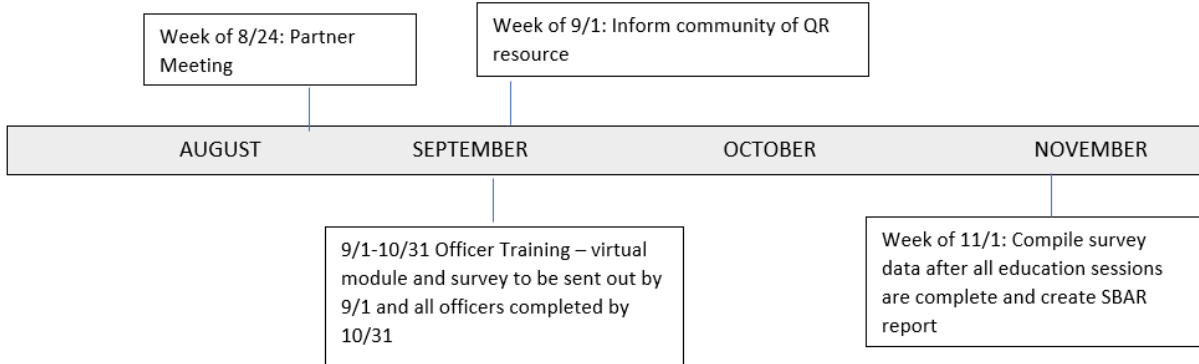 Week of 8/24: Partner
Meeting
Week of 9/1: Inform community of QR
resource
AUGUST
SEPTEMBER
OCTOBER
NOVEMBER
9/1-10/31 Officer Training – virtual
module and survey to be sent out by
9/1 and all officers completed by
10/31
Week of 11/1: Compile survey
data after all education sessions
are complete and create SBAR
report